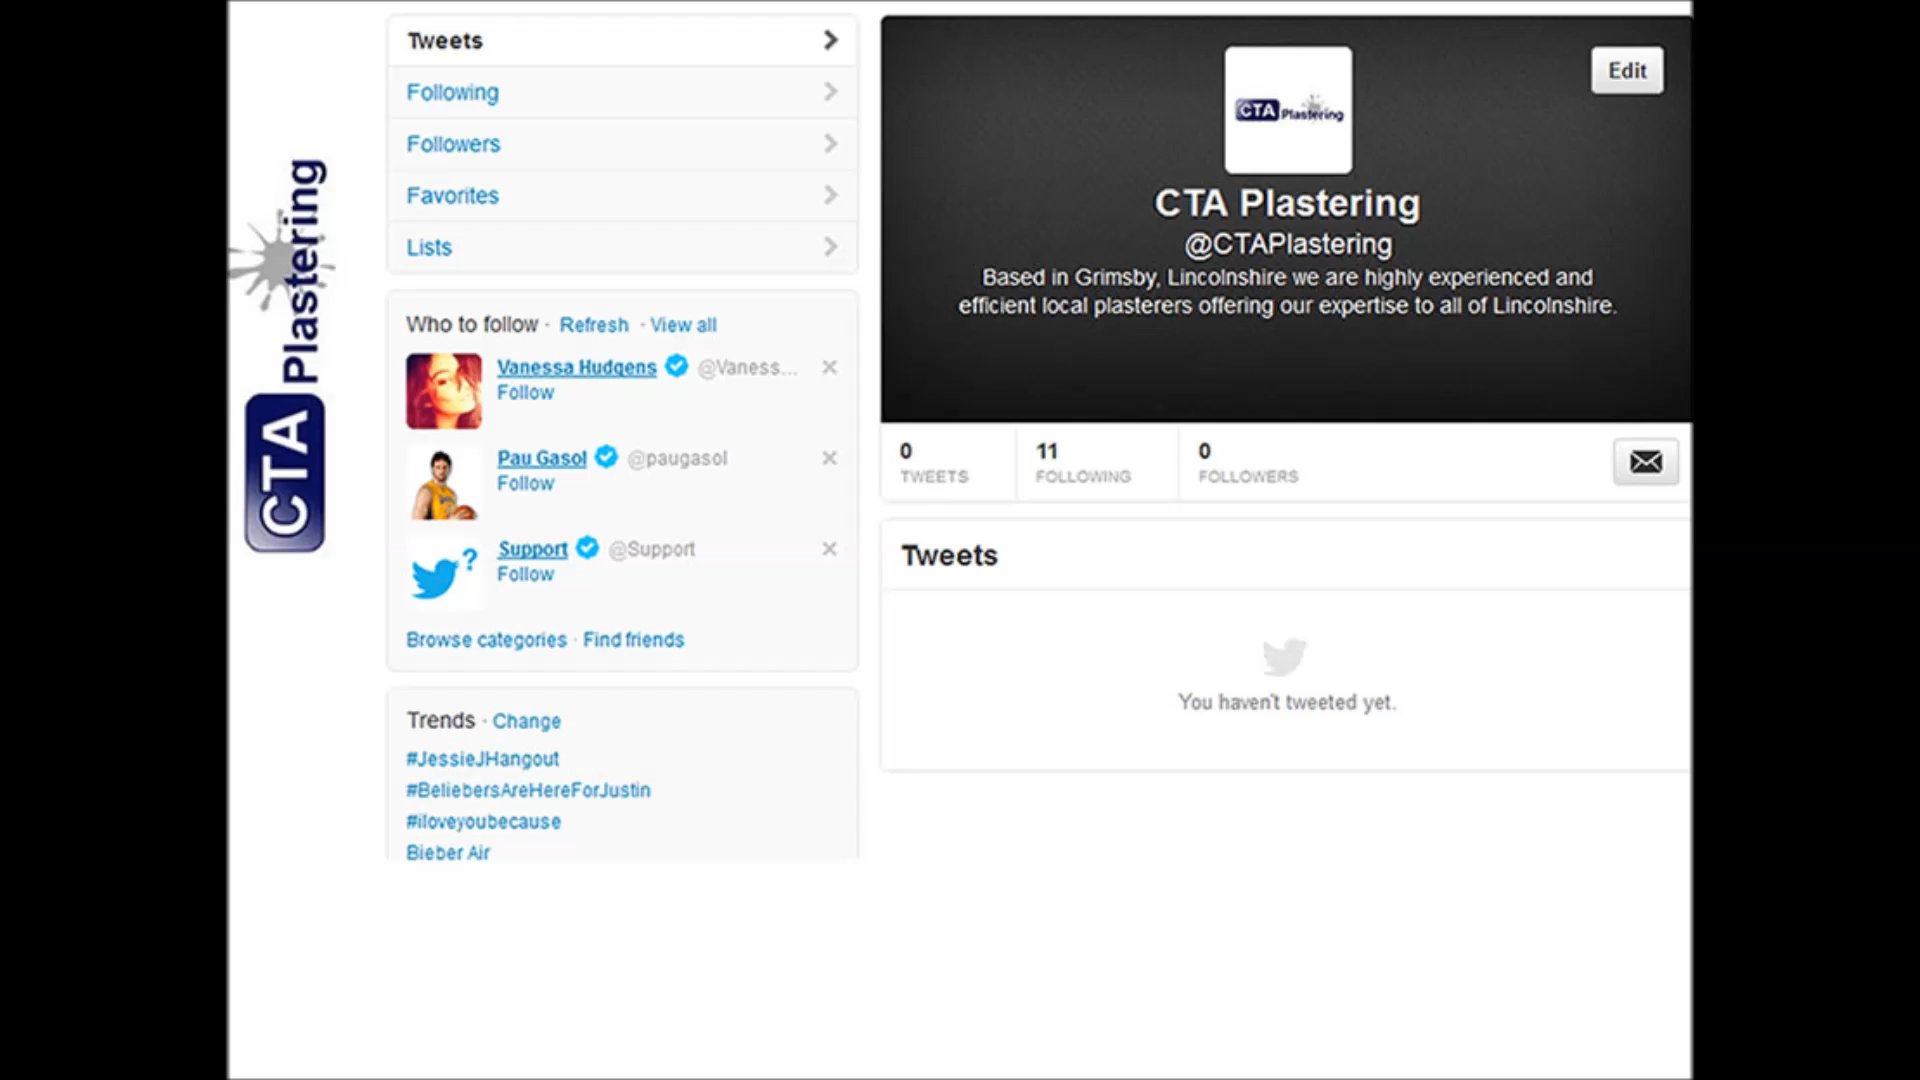 CTA Plastering
Tweets
Following
Followers
Favorites
Lists
Who to follow · Refresh · View all
Vanessa Hudgens @Vaness...
Follow
Pau Gasol @paugasol
Follow
Support @Support
Follow
Browse categories · Find friends
Trends · Change
#JessieJHangout
#BeliebersAreHereForJustin
#iloveyoubecause
Bieber Air
Edit
CTA Plastering
CTA Plastering
@CTAPlastering
Based in Grimsby, Lincolnshire we are highly experienced and
efficient local plasterers offering our expertise to all of Lincolnshire.
0 11 0
TWEETS FOLLOWING FOLLOWERS
Tweets
You haven't tweeted yet.